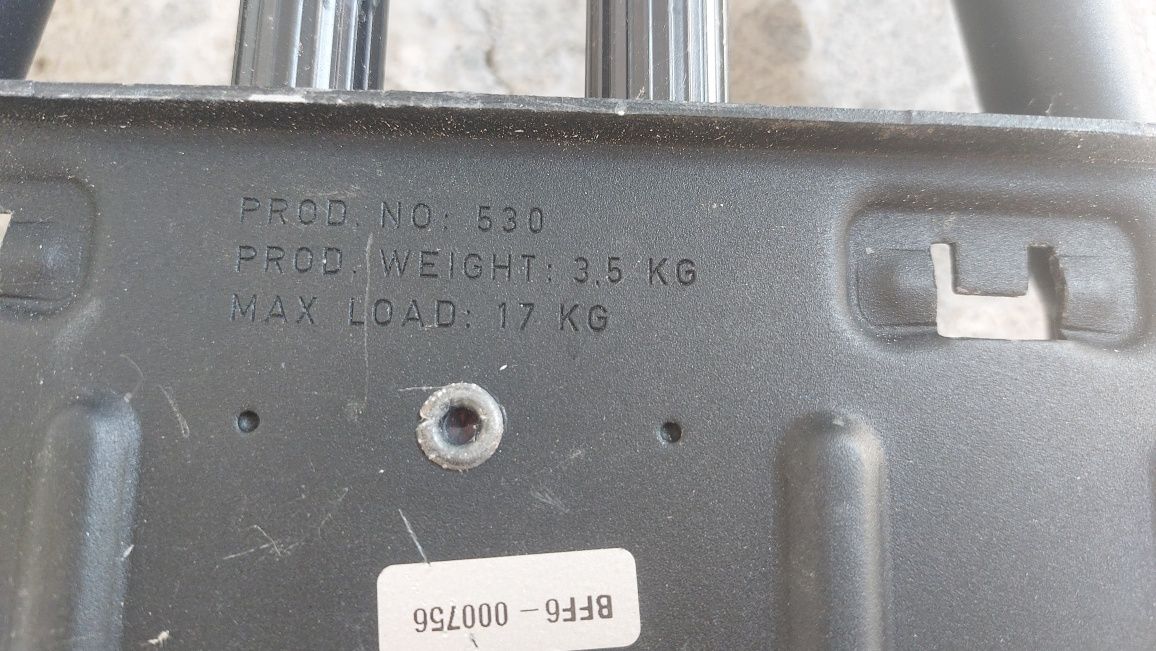 PROD. NO: 530
PROD. WEIGHT: 3.5 KG
MAX LOAD: 17 KG
BFF6-000756